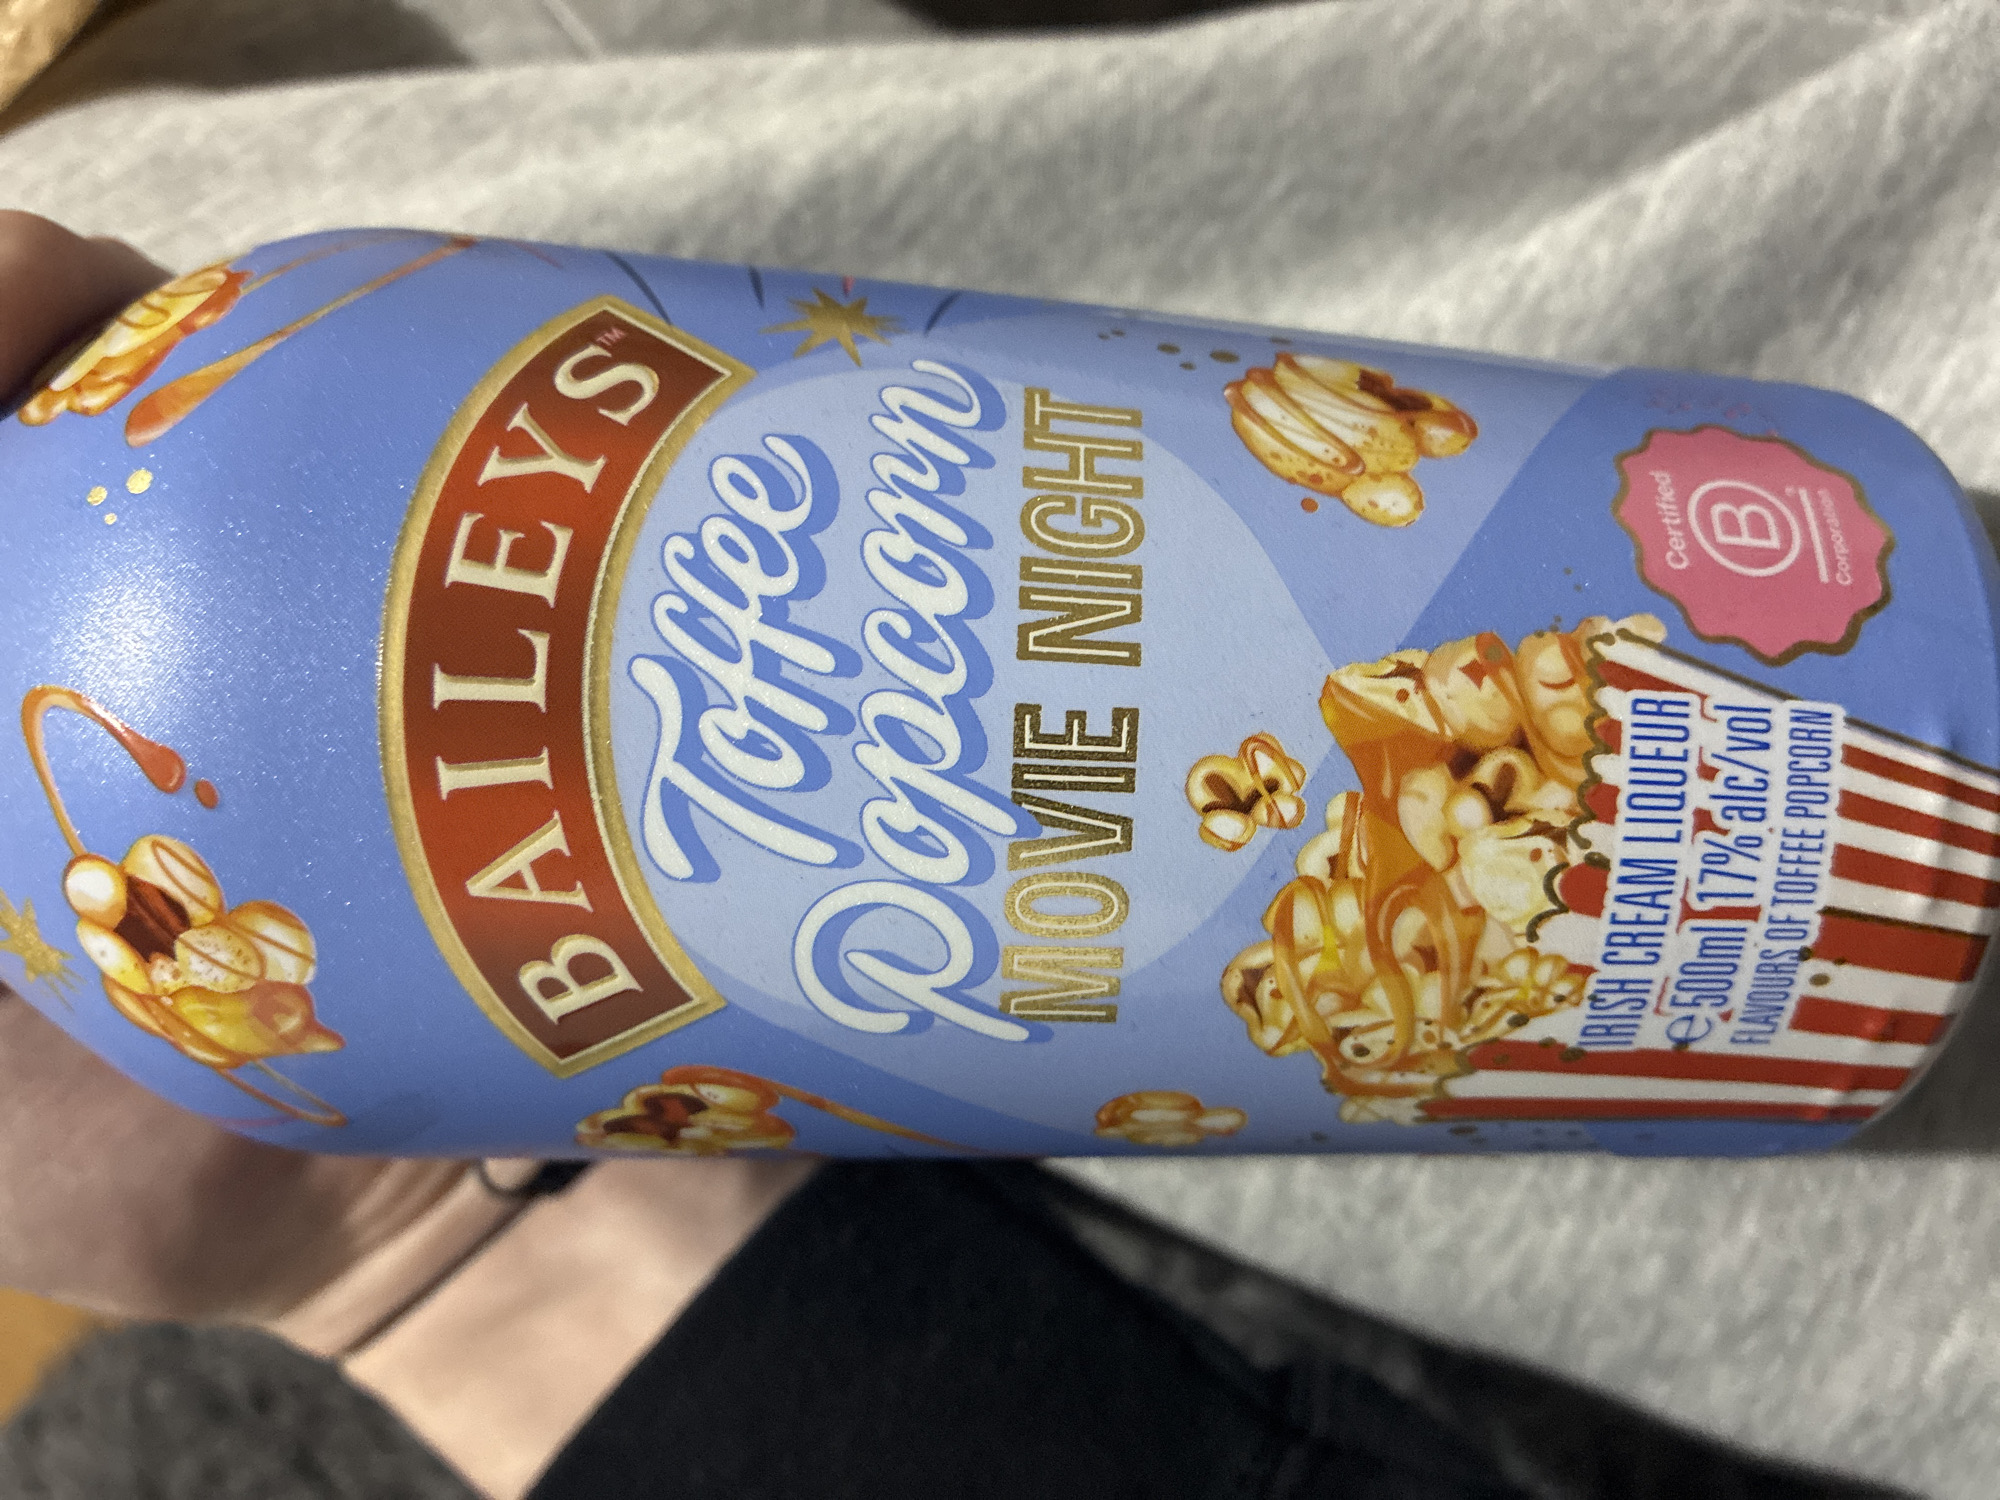 BAILEYS™
Toffee
Popcorn
MOVIE NIGHT
Certified
B
Corporation
IRISH CREAM LIQUEUR
℮500ml 17% alc/vol
FLAVOURS OF TOFFEE POPCORN